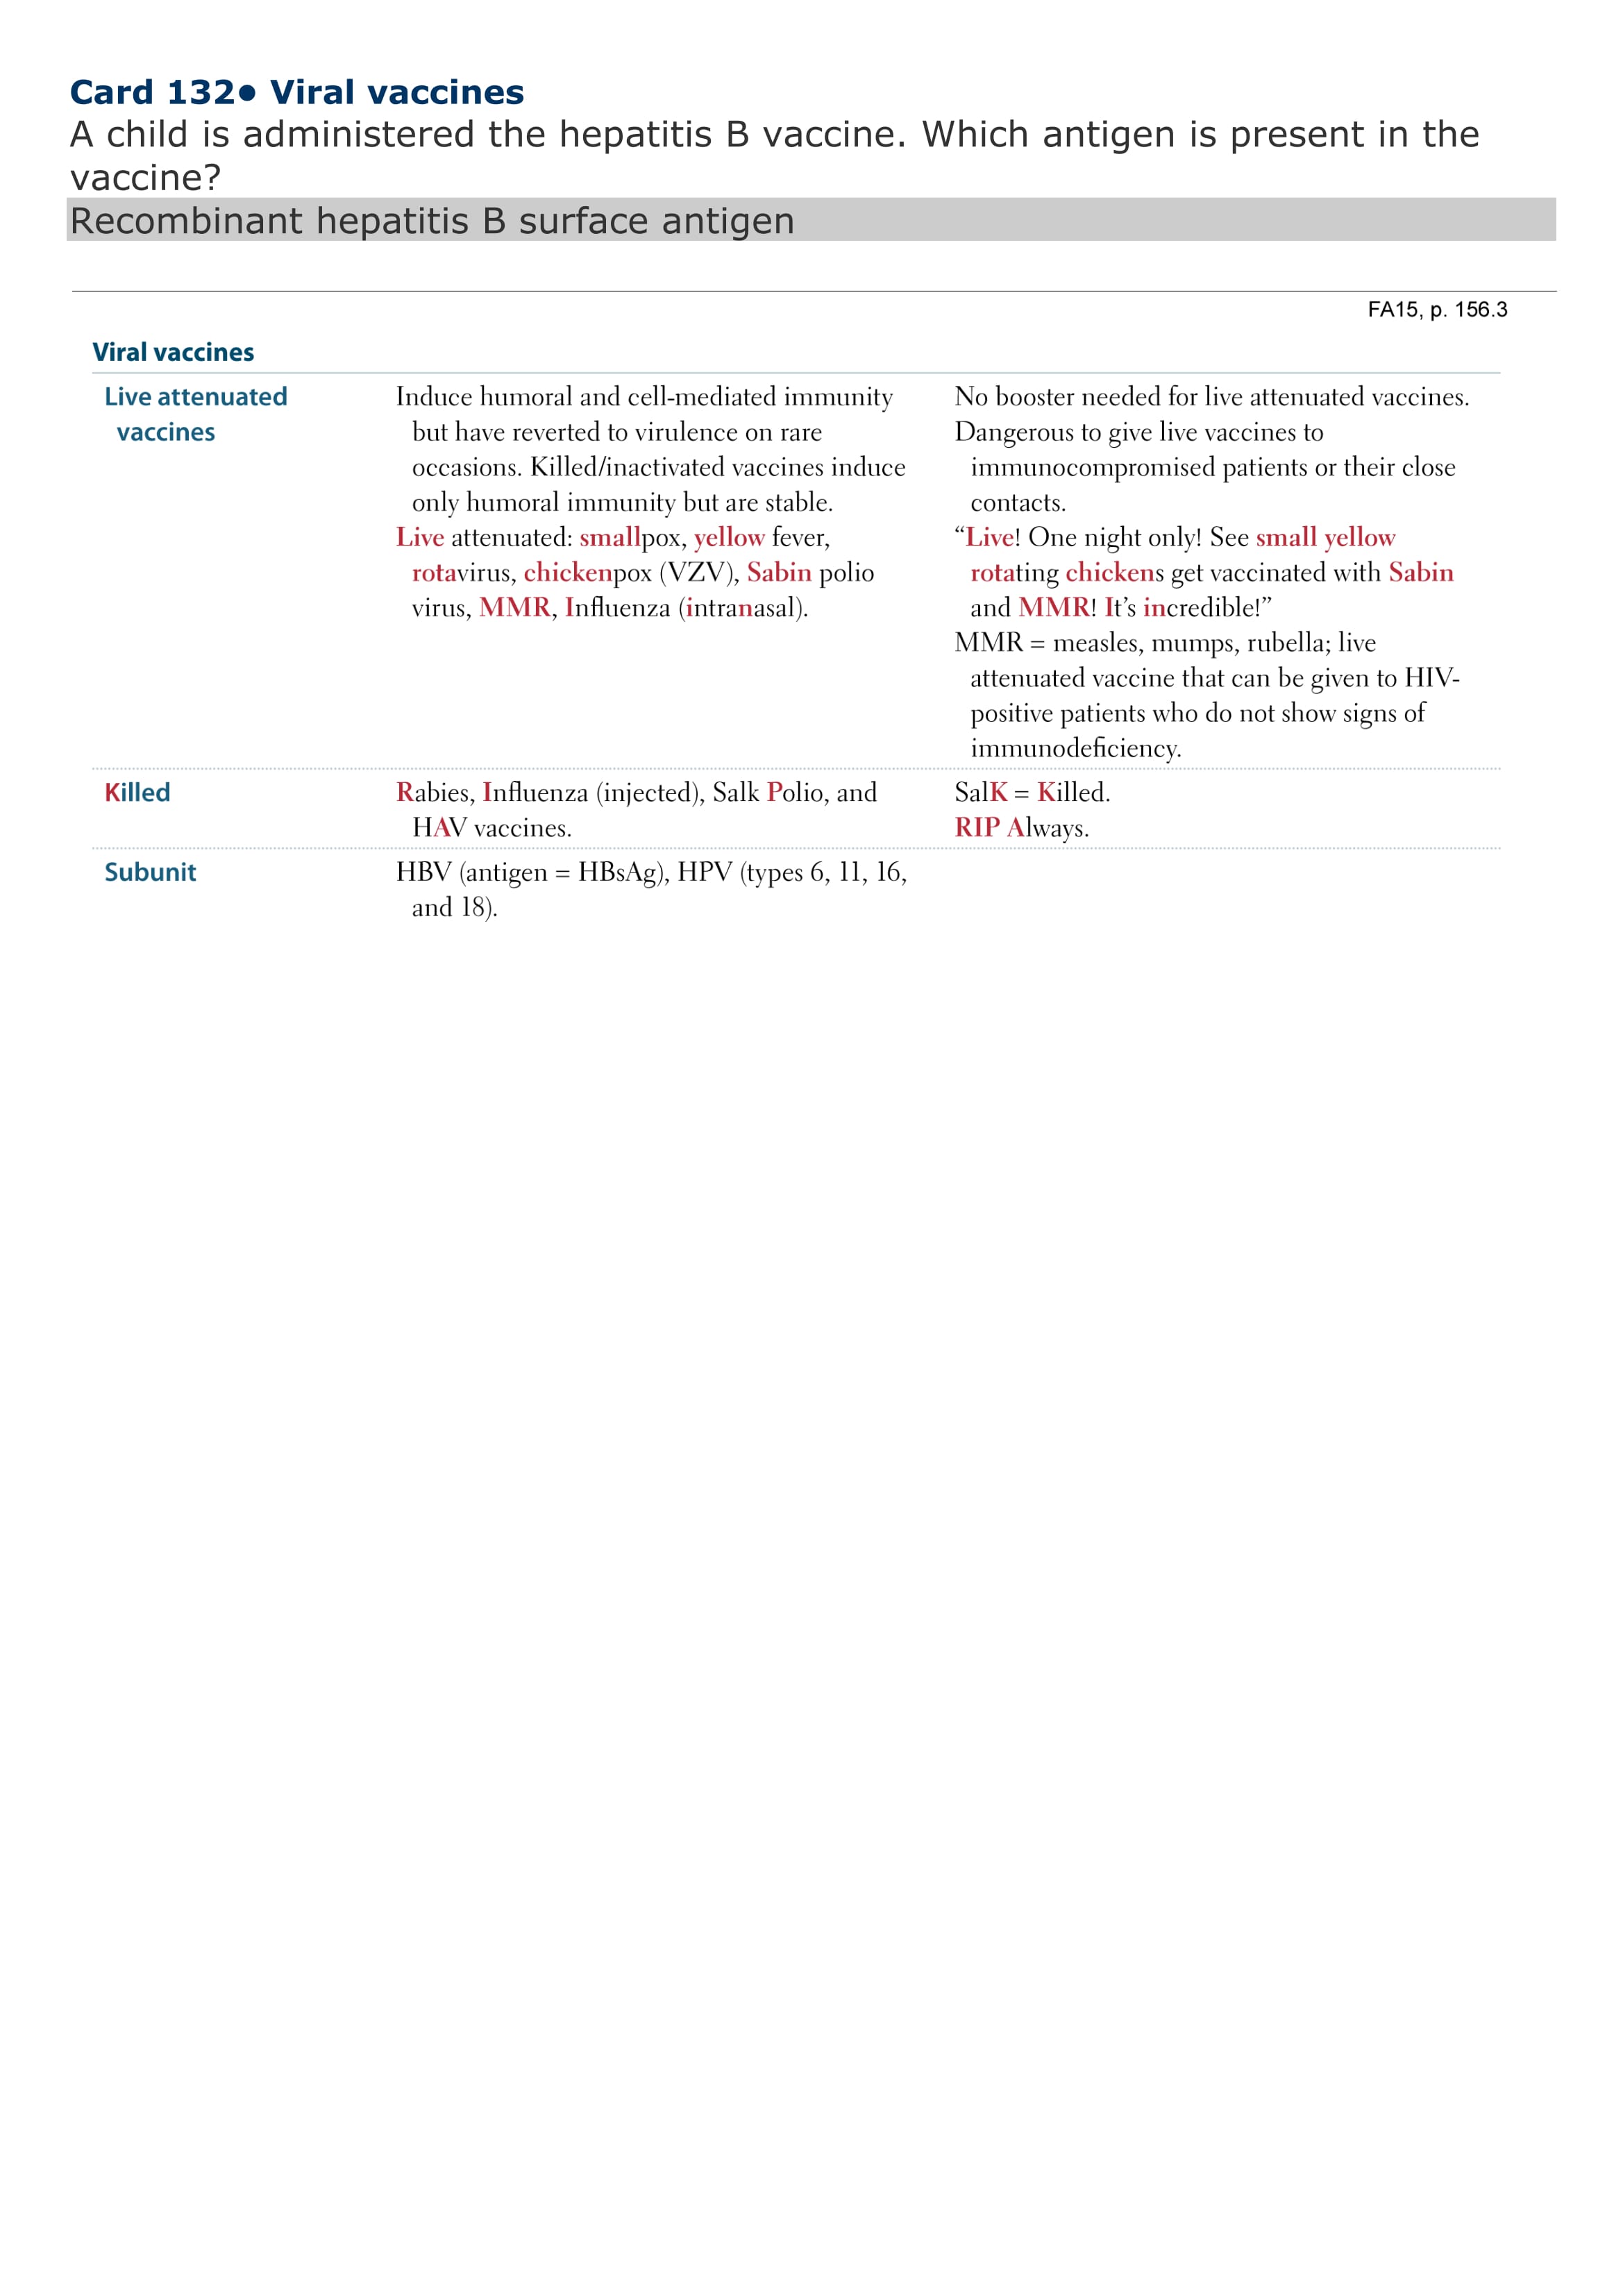 Card 132• Viral vaccines
A child is administered the hepatitis B vaccine. Which antigen is present in the
vaccine?
Recombinant hepatitis B surface antigen
FA15, p. 156.3
Viral vaccines
Live attenuated
vaccines
Induce humoral and cell-mediated immunity
but have reverted to virulence on rare
occasions. Killed/inactivated vaccines induce
only humoral immunity but are stable.
Live attenuated: smallpox, yellow fever,
rotavirus, chickenpox (VZV), Sabin polio
virus, MMR, Influenza (intranasal).
No booster needed for live attenuated vaccines.
Dangerous to give live vaccines to
immunocompromised patients or their close
contacts.
“Live! One night only! See small yellow
rotating chickens get vaccinated with Sabin
and MMR! It’s incredible!”
MMR = measles, mumps, rubella; live
attenuated vaccine that can be given to HIV-
positive patients who do not show signs of
immunodeficiency.
Killed
Rabies, Influenza (injected), Salk Polio, and
HAV vaccines.
SalK = Killed.
RIP Always.
Subunit
HBV (antigen = HBsAg), HPV (types 6, 11, 16,
and 18).